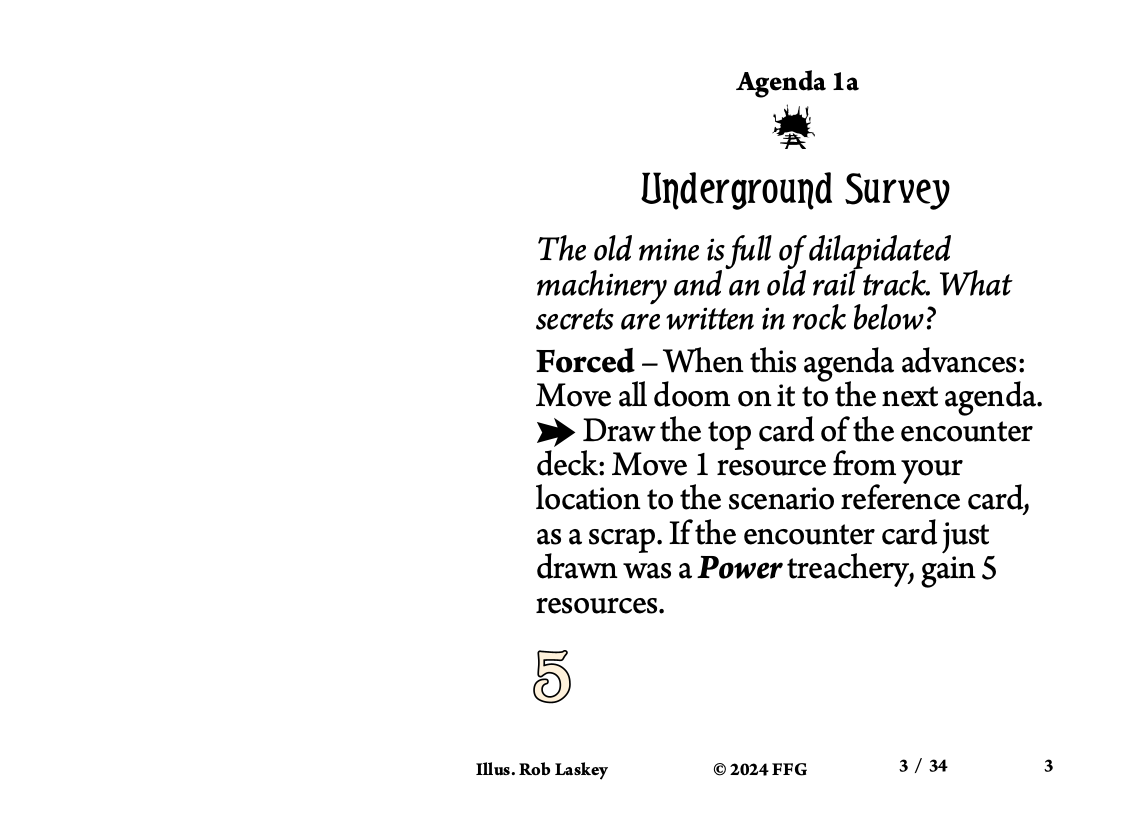 Agenda 1a
Underground Survey
The old mine is full of dilapidated
machinery and an old rail track. What
secrets are written in rock below?
Forced – When this agenda advances:
Move all doom on it to the next agenda.
Draw the top card of the encounter
deck: Move 1 resource from your
location to the scenario reference card,
as a scrap. If the encounter card just
drawn was a Power treachery, gain 5
resources.
5
Illus. Rob Laskey © 2024 FFG 3 / 34 3